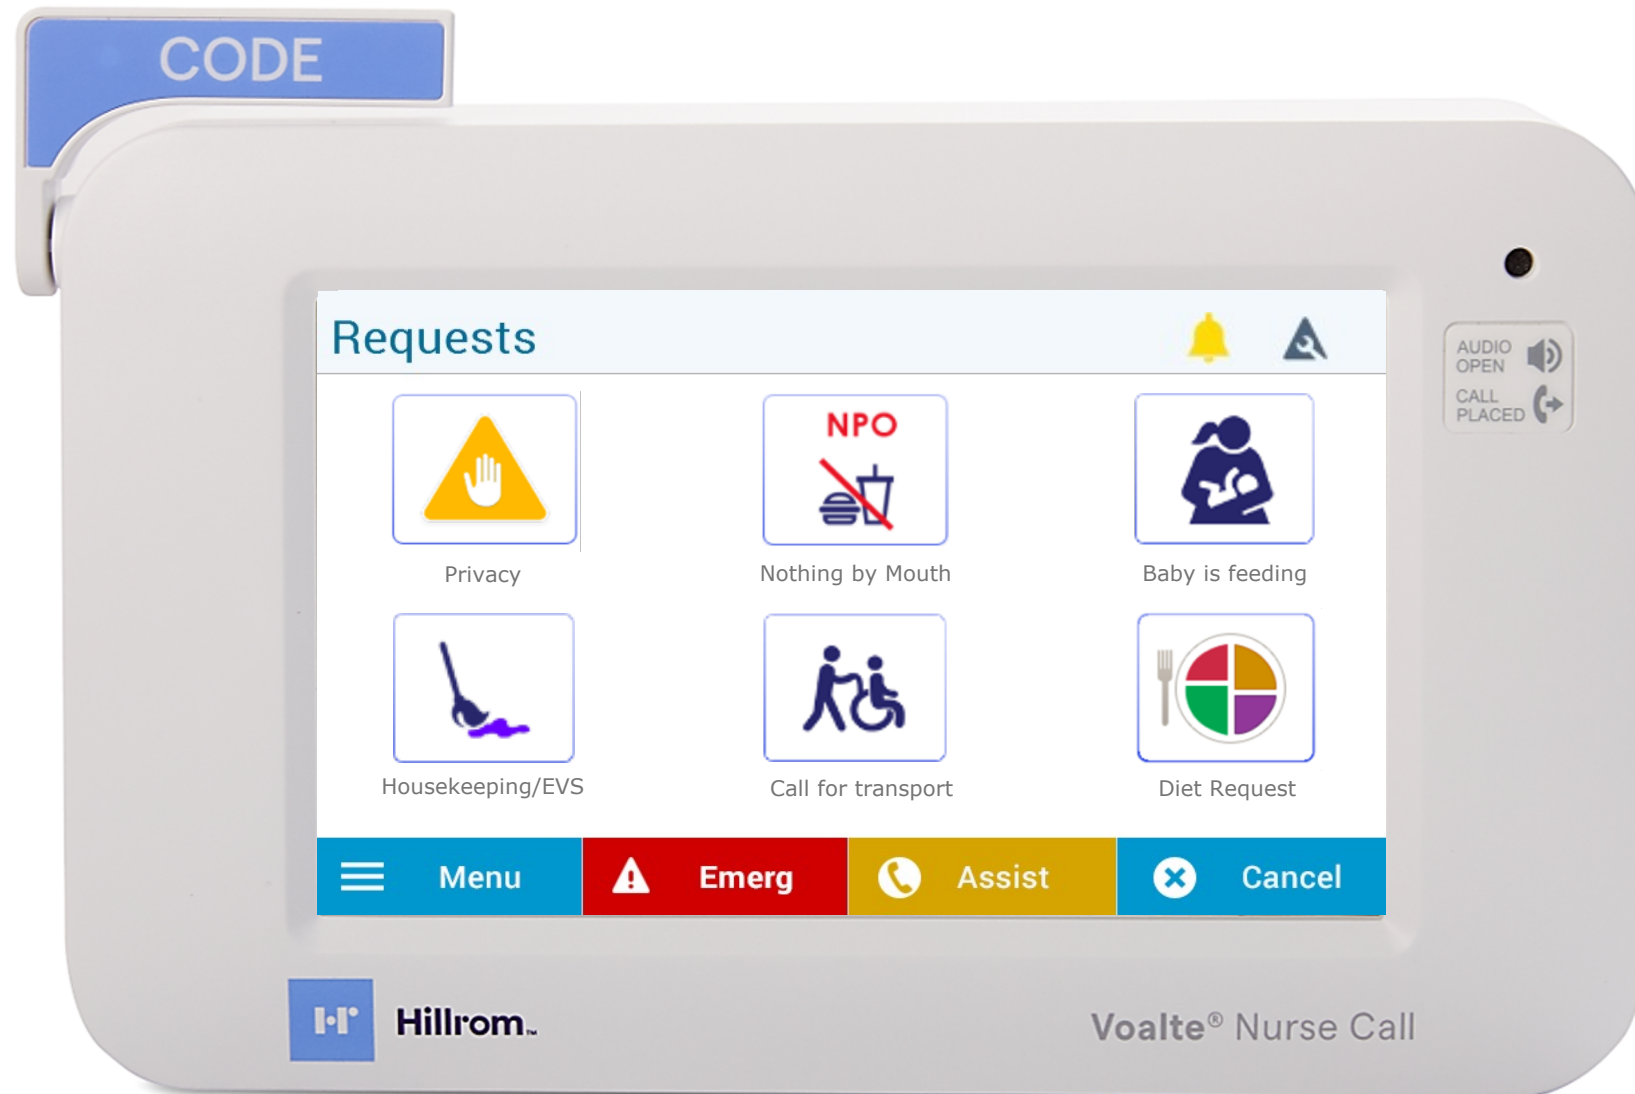 CODE
Requests
AUDIO
OPEN
CALL
PLACED
NPO
Privacy
Nothing by Mouth
Baby is feeding
Housekeeping/EVS
Call for transport
Diet Request
Menu
Emerg
Assist
Cancel
Hillrom™
Voalte® Nurse Call